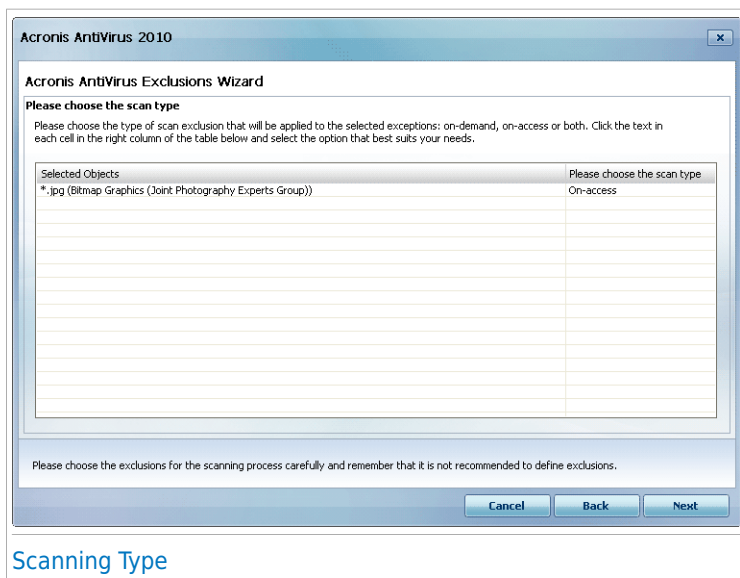 Acronis AntiVirus 2010
x
Acronis AntiVirus Exclusions Wizard
Please choose the scan type
Please choose the type of scan exclusion that will be applied to the selected exceptions: on-demand, on-access or both. Click the text in
each cell in the right column of the table below and select the option that best suits your needs.
Selected Objects Please choose the scan type
*.jpg (Bitmap Graphics (Joint Photography Experts Group)) On-access
Please choose the exclusions for the scanning process carefully and remember that it is not recommended to define exclusions.
Cancel Back Next
Scanning Type